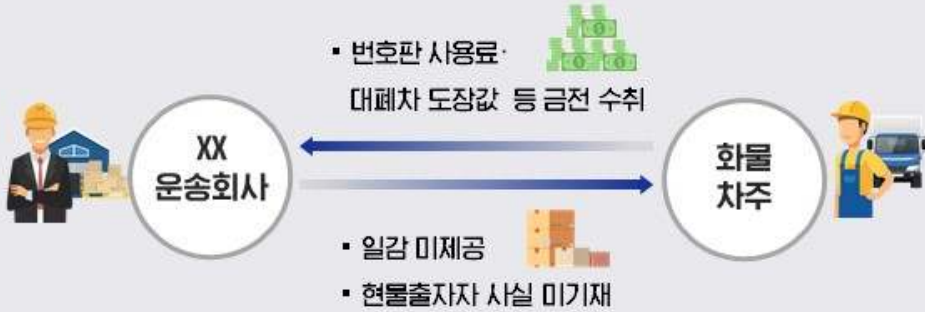 ▪ 번호판 사용료·
대폐차 도장값 등 금전 수취
XX
운송회사
화물
차주
▪ 일감 미제공
▪ 현물출자자 사실 미기재